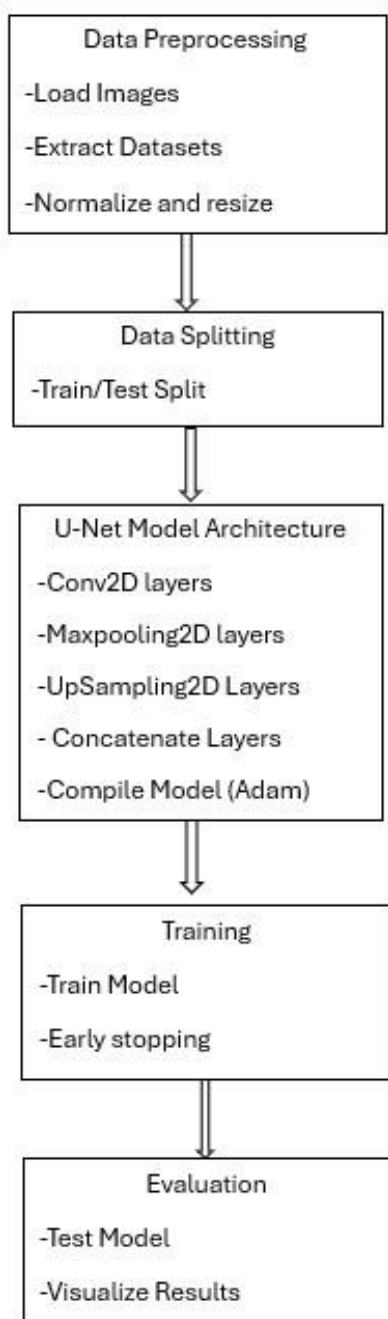 Data Preprocessing
-Load Images
-Extract Datasets
-Normalize and resize
Data Splitting
-Train/Test Split
U-Net Model Architecture
-Conv2D layers
-Maxpooling2D layers
-UpSampling2D Layers
- Concatenate Layers
-Compile Model (Adam)
Training
-Train Model
-Early stopping
Evaluation
-Test Model
-Visualize Results